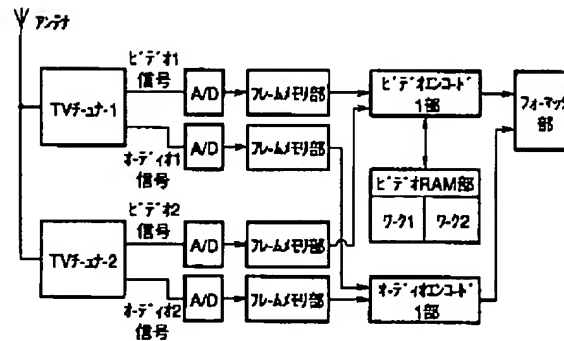 アンテナ
ビデオ1
信号
A/D
フレームメモリ部
ビデオエンコード
1部
フォーマッタ
部
TVチューナー1
オーディオ1
信号
A/D
フレームメモリ部
ビデオRAM部
ワーク1
ワーク2
ビデオ2
信号
A/D
フレームメモリ部
TVチューナー2
オーディオ2
信号
A/D
フレームメモリ部
オーディオエンコード
1部